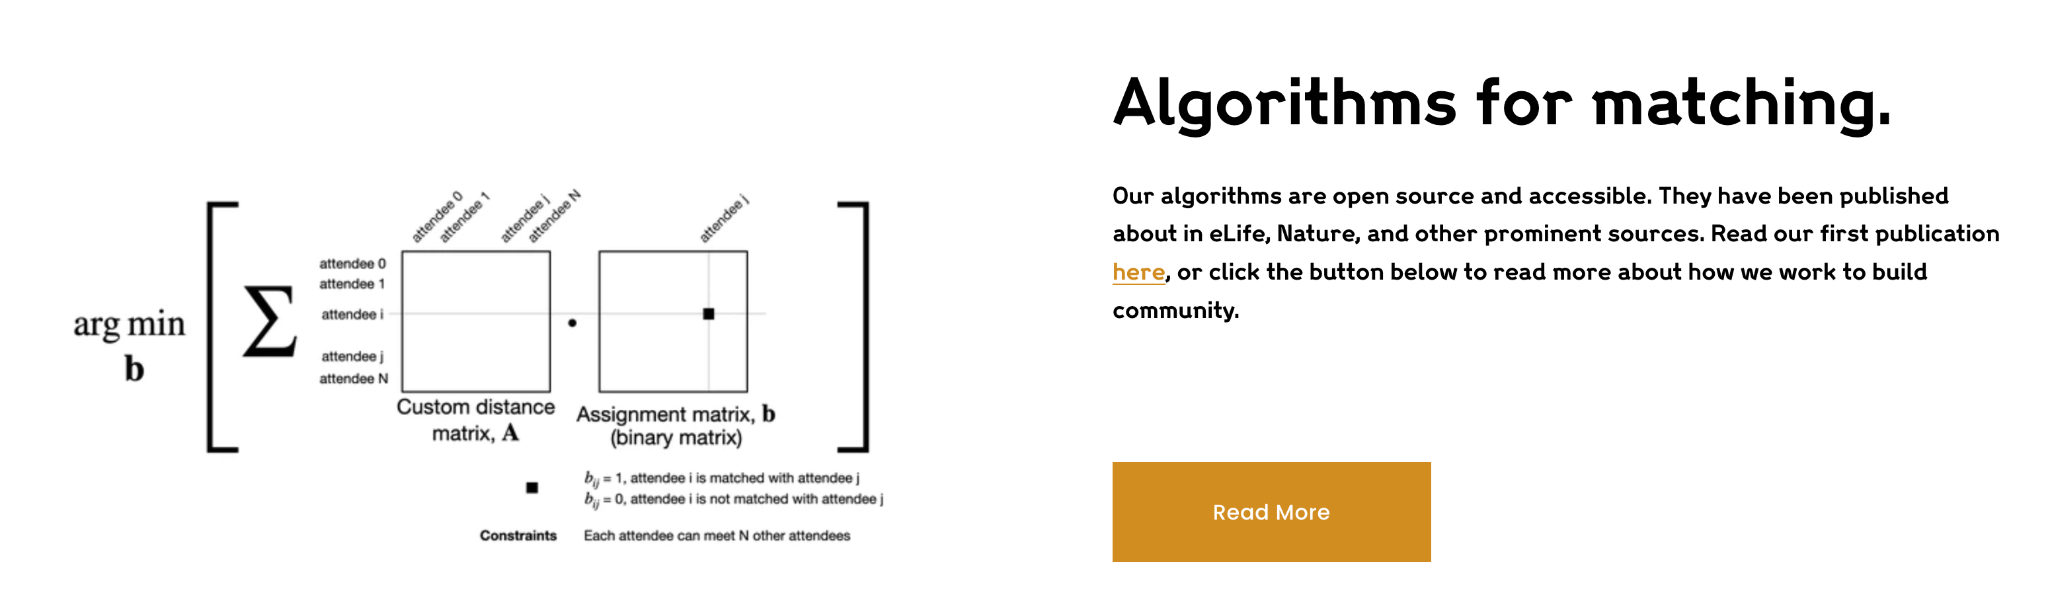 arg min
b
Σ
attendee 0
attendee 1
attendee j
attendee N
attendee 0
attendee 1
attendee i
attendee j
attendee N
Custom distance
matrix, A
•
attendee j
Assignment matrix, b
(binary matrix)
bij = 1, attendee i is matched with attendee j
bij = 0, attendee i is not matched with attendee j
Constraints Each attendee can meet N other attendees
Algorithms for matching.
Our algorithms are open source and accessible. They have been published
about in eLife, Nature, and other prominent sources. Read our first publication
here, or click the button below to read more about how we work to build
community.
Read More